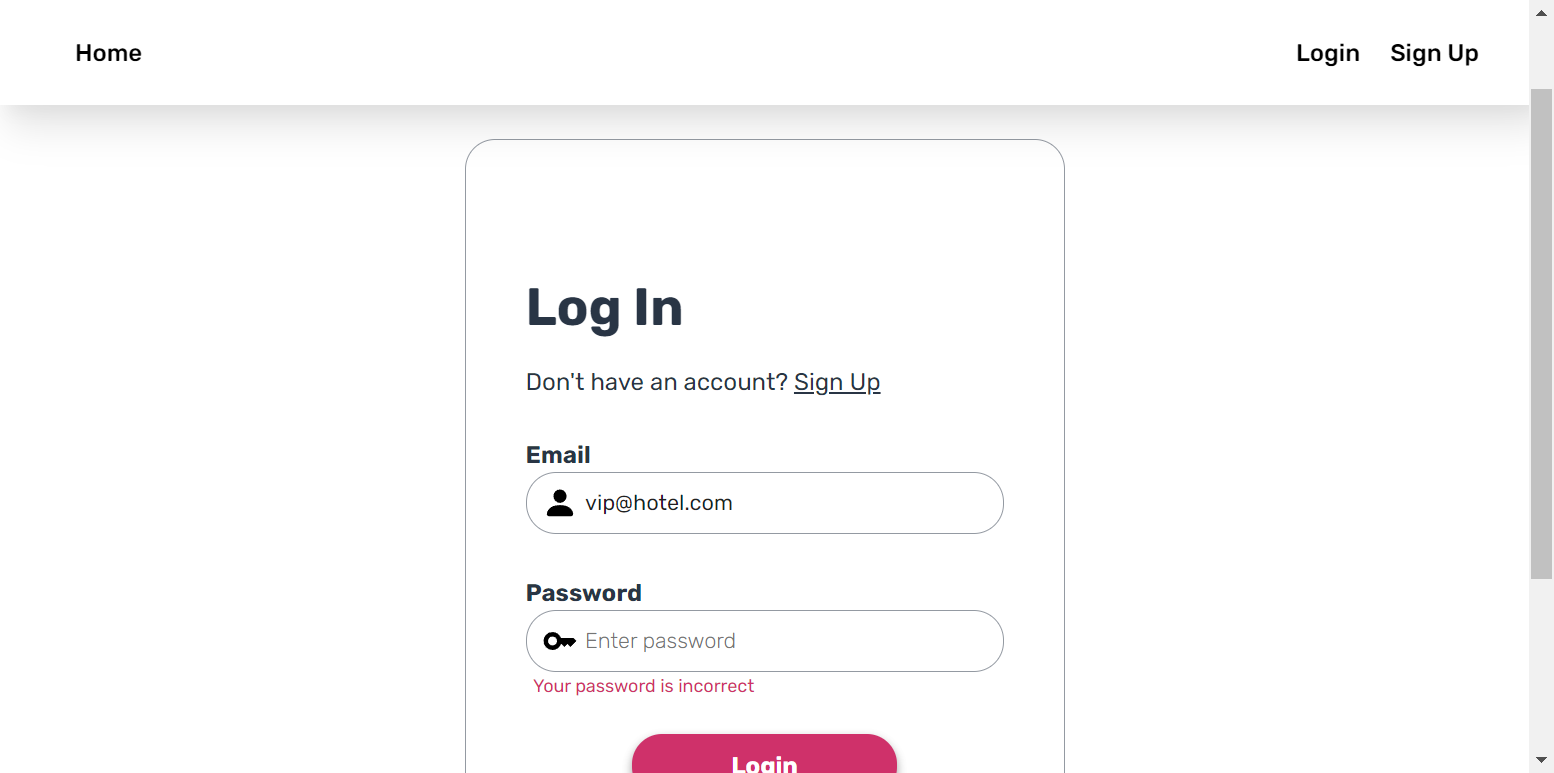 Home Login Sign Up
Log In
Don't have an account? Sign Up
Email
vip@hotel.com
Password
Enter password
Your password is incorrect
Login